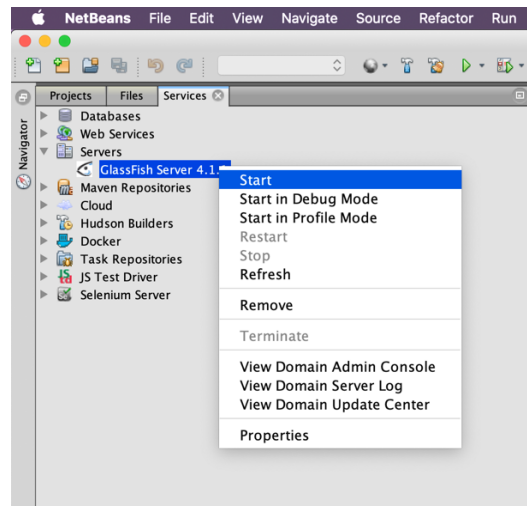 NetBeans File Edit View Navigate Source Refactor Run
Projects Files Services
Navigator
Databases
Web Services
Servers
GlassFish Server 4.1.
Maven Repositories
Cloud
Hudson Builders
Docker
Task Repositories
JS Test Driver
Selenium Server
Start
Start in Debug Mode
Start in Profile Mode
Restart
Stop
Refresh
Remove
Terminate
View Domain Admin Console
View Domain Server Log
View Domain Update Center
Properties